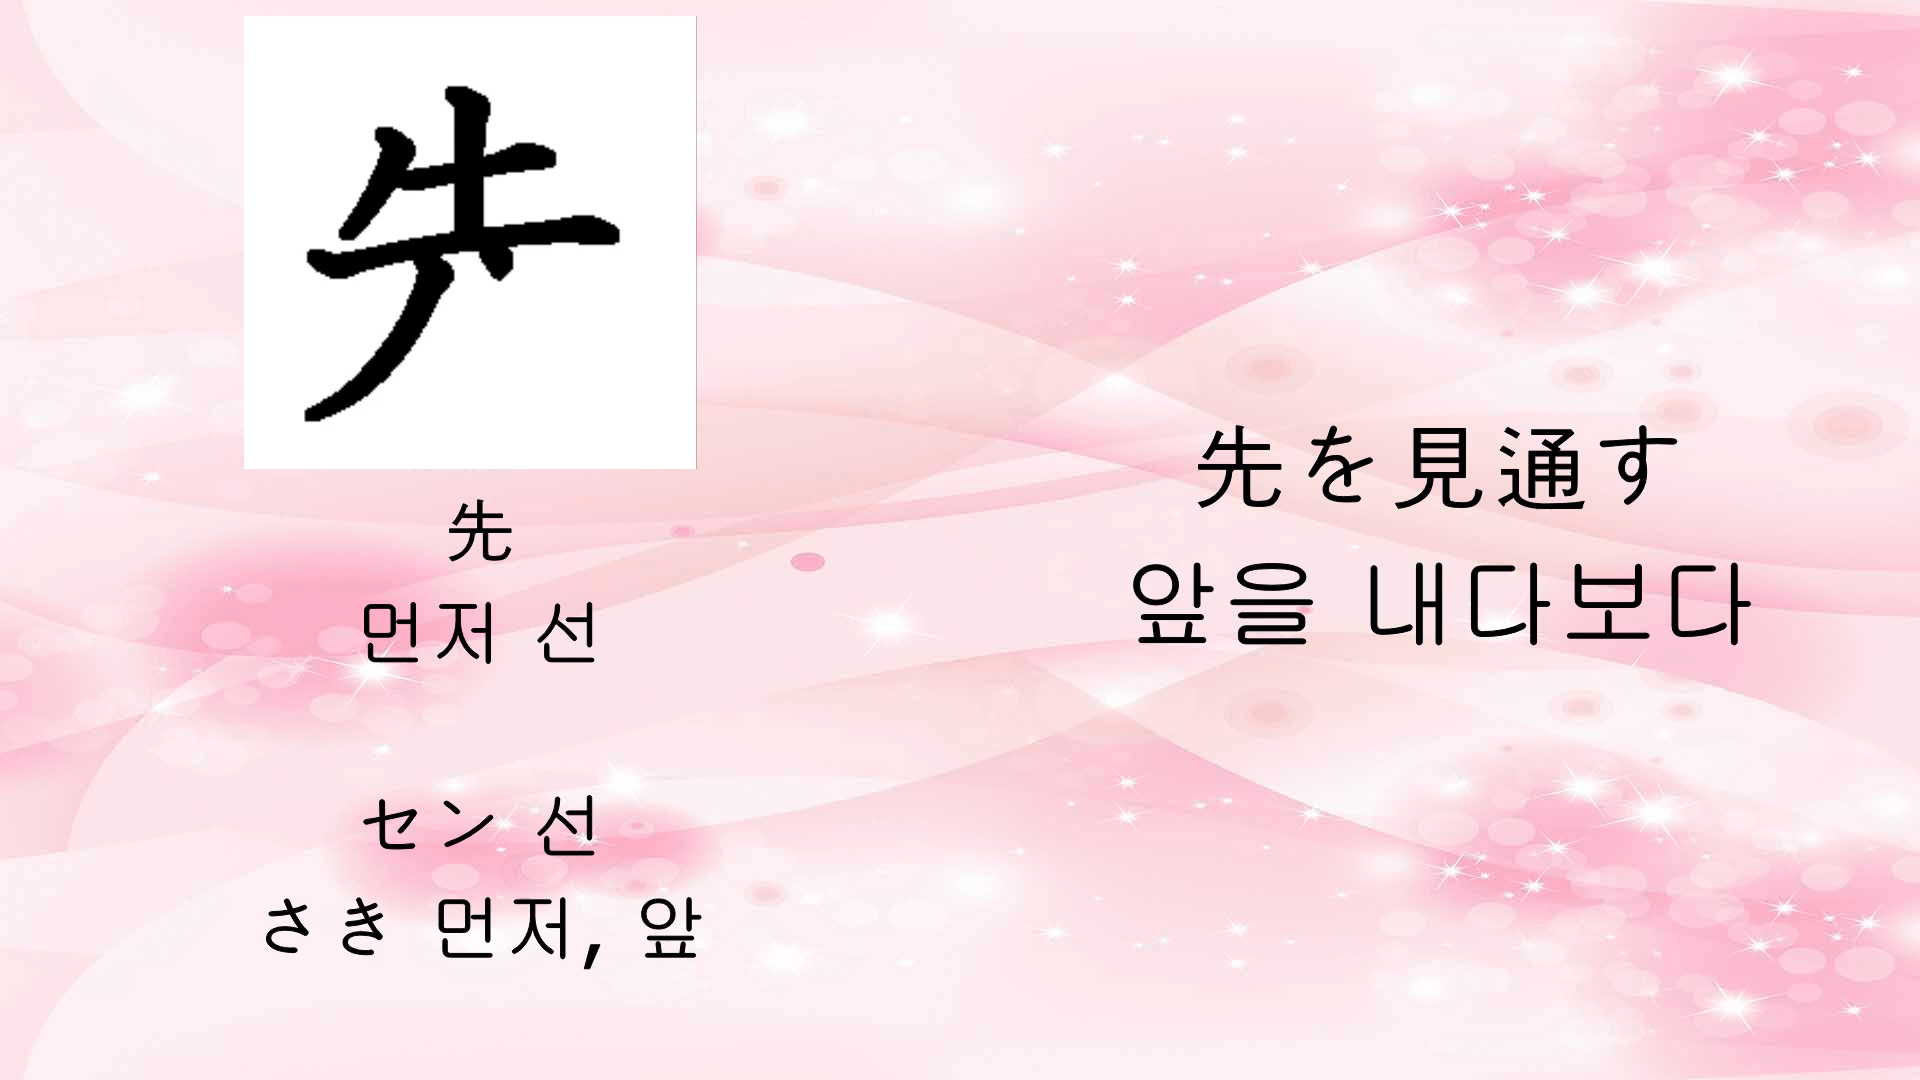 先
먼저 선
セン 선
さき 먼저, 앞
先を見通す
앞을 내다보다